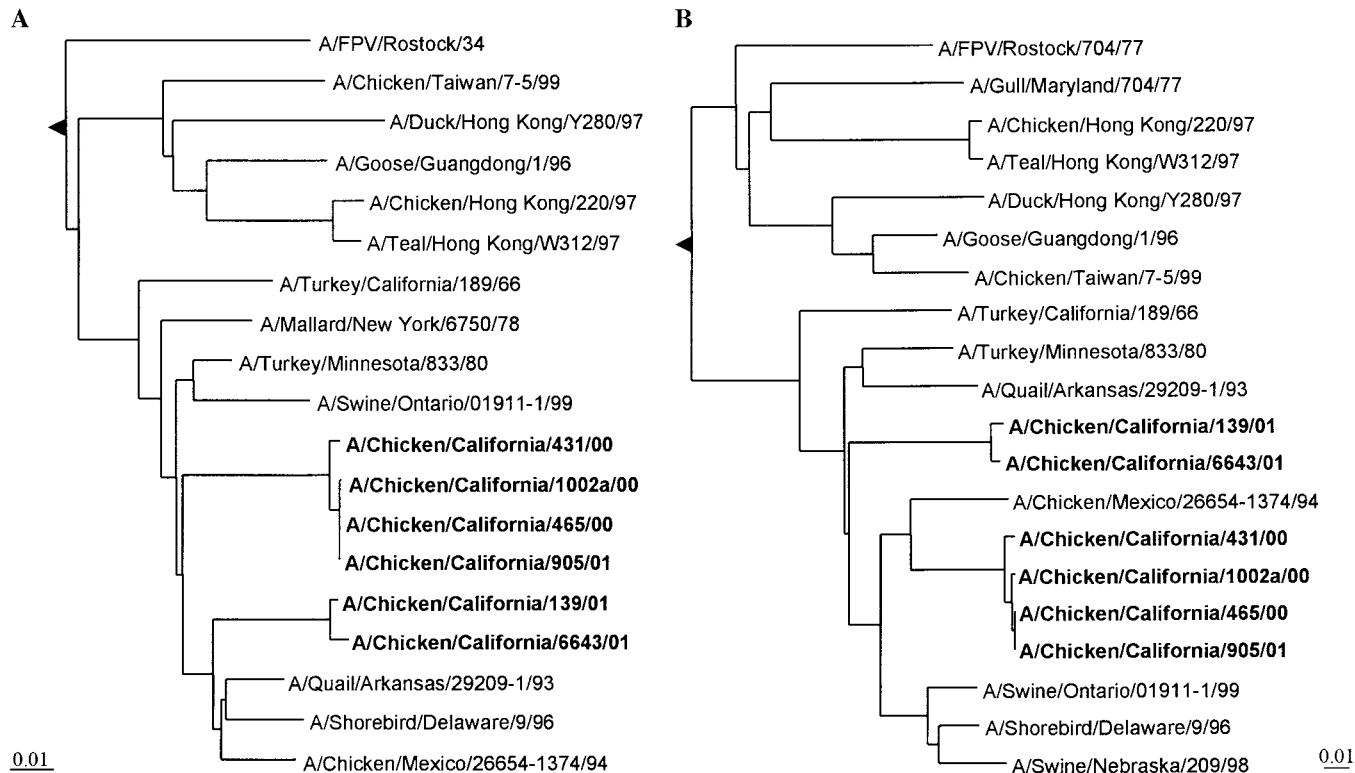 A
A/FPV/Rostock/34
A/Chicken/Taiwan/7-5/99
A/Duck/Hong Kong/Y280/97
A/Goose/Guangdong/1/96
A/Chicken/Hong Kong/220/97
A/Teal/Hong Kong/W312/97
A/Turkey/California/189/66
A/Mallard/New York/6750/78
A/Turkey/Minnesota/833/80
A/Swine/Ontario/01911-1/99
A/Chicken/California/431/00
A/Chicken/California/1002a/00
A/Chicken/California/465/00
A/Chicken/California/905/01
A/Chicken/California/139/01
A/Chicken/California/6643/01
A/Quail/Arkansas/29209-1/93
A/Shorebird/Delaware/9/96
A/Chicken/Mexico/26654-1374/94
0.01
B
A/FPV/Rostock/704/77
A/Gull/Maryland/704/77
A/Chicken/Hong Kong/220/97
A/Teal/Hong Kong/W312/97
A/Duck/Hong Kong/Y280/97
A/Goose/Guangdong/1/96
A/Chicken/Taiwan/7-5/99
A/Turkey/California/189/66
A/Turkey/Minnesota/833/80
A/Quail/Arkansas/29209-1/93
A/Chicken/California/139/01
A/Chicken/California/6643/01
A/Chicken/Mexico/26654-1374/94
A/Chicken/California/431/00
A/Chicken/California/1002a/00
A/Chicken/California/465/00
A/Chicken/California/905/01
A/Swine/Ontario/01911-1/99
A/Shorebird/Delaware/9/96
A/Swine/Nebraska/209/98
0.01